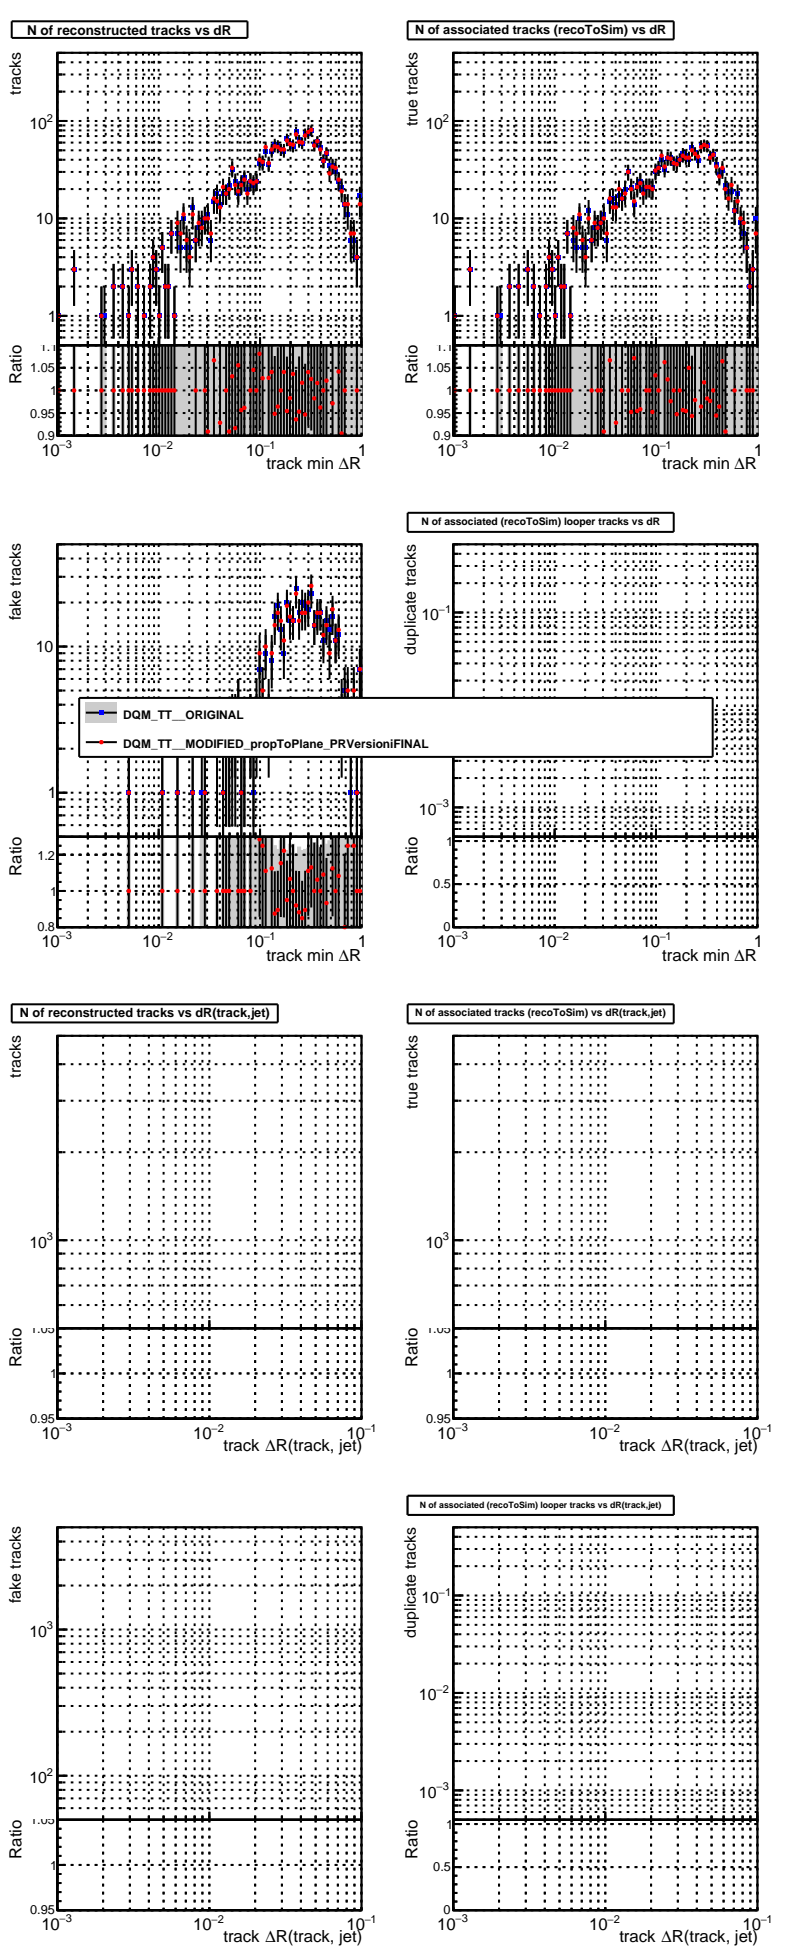 N of reconstructed tracks vs dR
N of associated tracks (recoToSim) vs dR
tracks
10²
10
1
Ratio
1.1
1.05
1
0.95
0.9
10⁻³
10⁻²
10⁻¹
1
track min ΔR
true tracks
10²
10
1
Ratio
1.1
1.05
1
0.95
0.9
10⁻³
10⁻²
10⁻¹
1
track min ΔR
N of associated (recoToSim) looper tracks vs dR
fake tracks
10
1
Ratio
1.2
1
0.8
10⁻³
10⁻²
10⁻¹
1
track min ΔR
duplicate tracks
10⁻¹
10⁻³
Ratio
1
0.5
0
10⁻³
10⁻²
10⁻¹
1
track min ΔR
DQM_TT__ORIGINAL
DQM_TT__MODIFIED_propToPlane_PRVersioniFINAL
N of reconstructed tracks vs dR(track,jet)
N of associated tracks (recoToSim) vs dR(track,jet)
tracks
10³
Ratio
1.05
1
0.95
10⁻³
10⁻²
10⁻¹
track ΔR(track, jet)
true tracks
10³
Ratio
1.05
1
0.95
10⁻³
10⁻²
10⁻¹
track ΔR(track, jet)
N of associated (recoToSim) looper tracks vs dR(track,jet)
fake tracks
10³
10²
Ratio
1.05
1
0.95
10⁻³
10⁻²
10⁻¹
track ΔR(track, jet)
duplicate tracks
10⁻¹
10⁻²
10⁻³
Ratio
1
0.5
0
10⁻³
10⁻²
10⁻¹
track ΔR(track, jet)